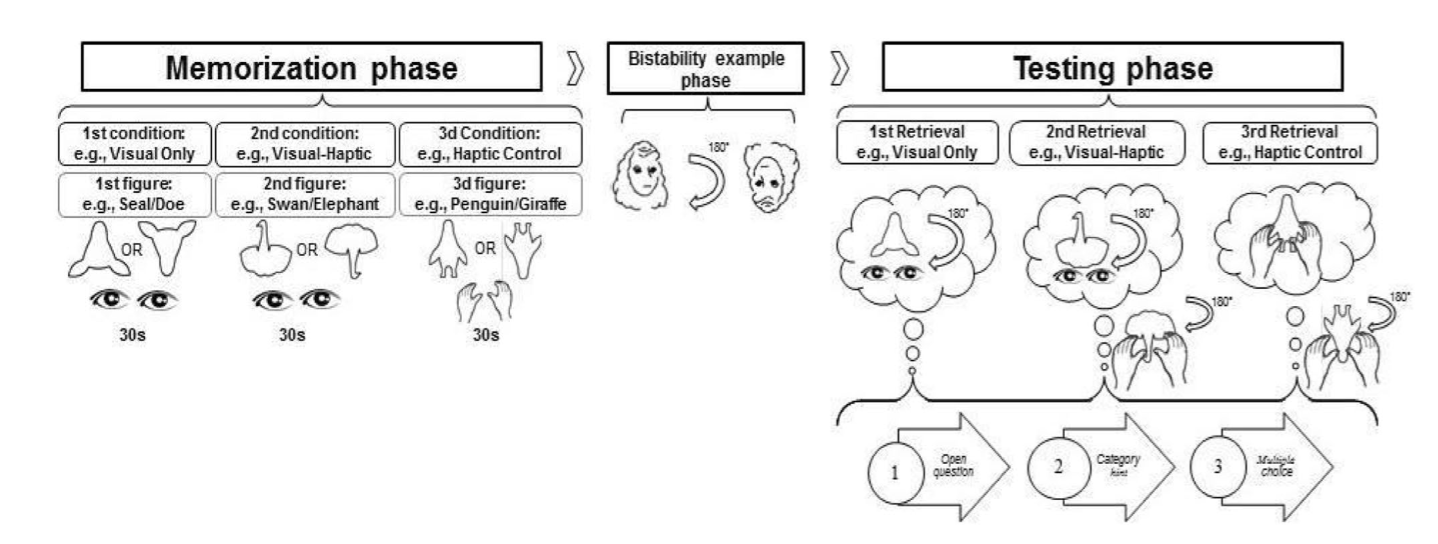 Memorization phase
Bistability example
phase
Testing phase
1st condition:
e.g., Visual Only
2nd condition:
e.g., Visual-Haptic
3d Condition:
e.g., Haptic Control
1st figure:
e.g., Seal/Doe
2nd figure:
e.g., Swan/Elephant
3d figure:
e.g., Penguin/Giraffe
OR
OR
OR
30s
30s
30s
180°
1st Retrieval
e.g., Visual Only
2nd Retrieval
e.g., Visual-Haptic
3rd Retrieval
e.g., Haptic Control
180°
180°
180°
180°
1
Open
question
2
Category
hint
3
Multiple
choice